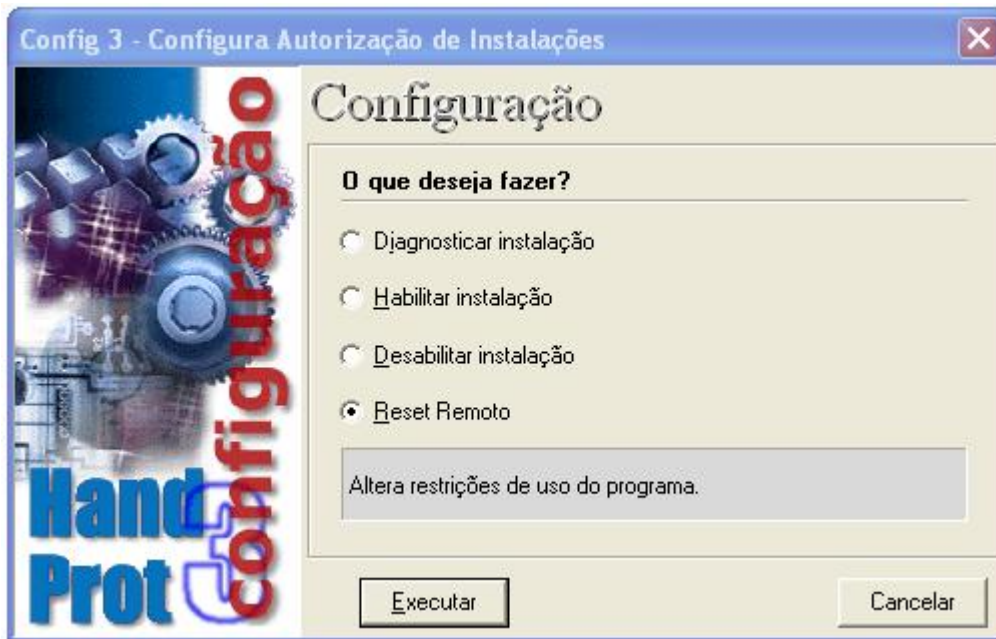 Config 3 - Configura Autorização de Instalações
Configuração
O que deseja fazer?
Diagnosticar instalação
Habilitar instalação
Desabilitar instalação
Reset Remoto
Altera restrições de uso do programa.
Executar
Cancelar
configuração
Hand
Prot
3